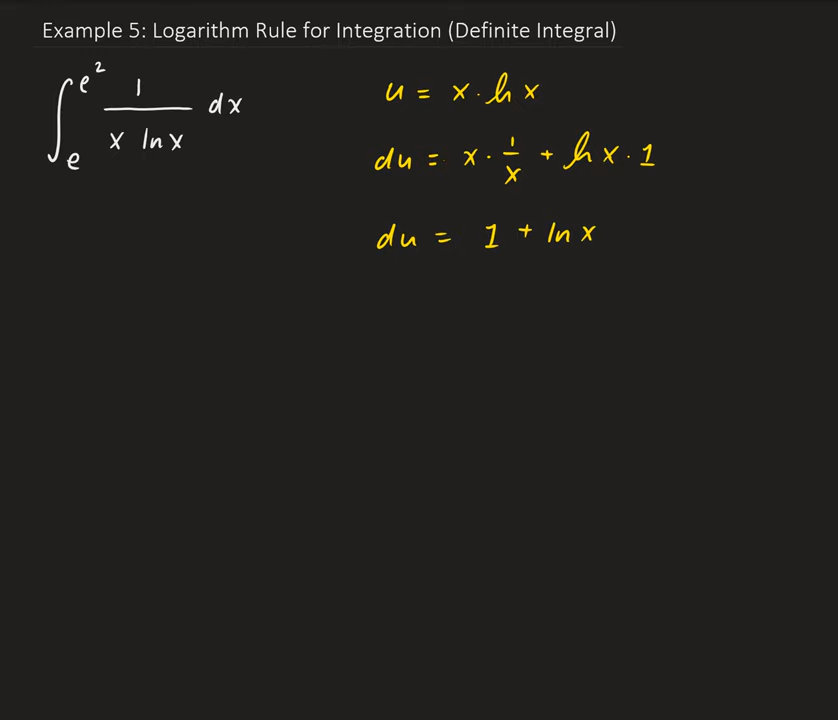 Example 5: Logarithm Rule for Integration (Definite Integral)
∫_e^{e^2} 1/(x ln x) dx
u = x · ln x
du = x · 1/x + ln x · 1
du = 1 + ln x